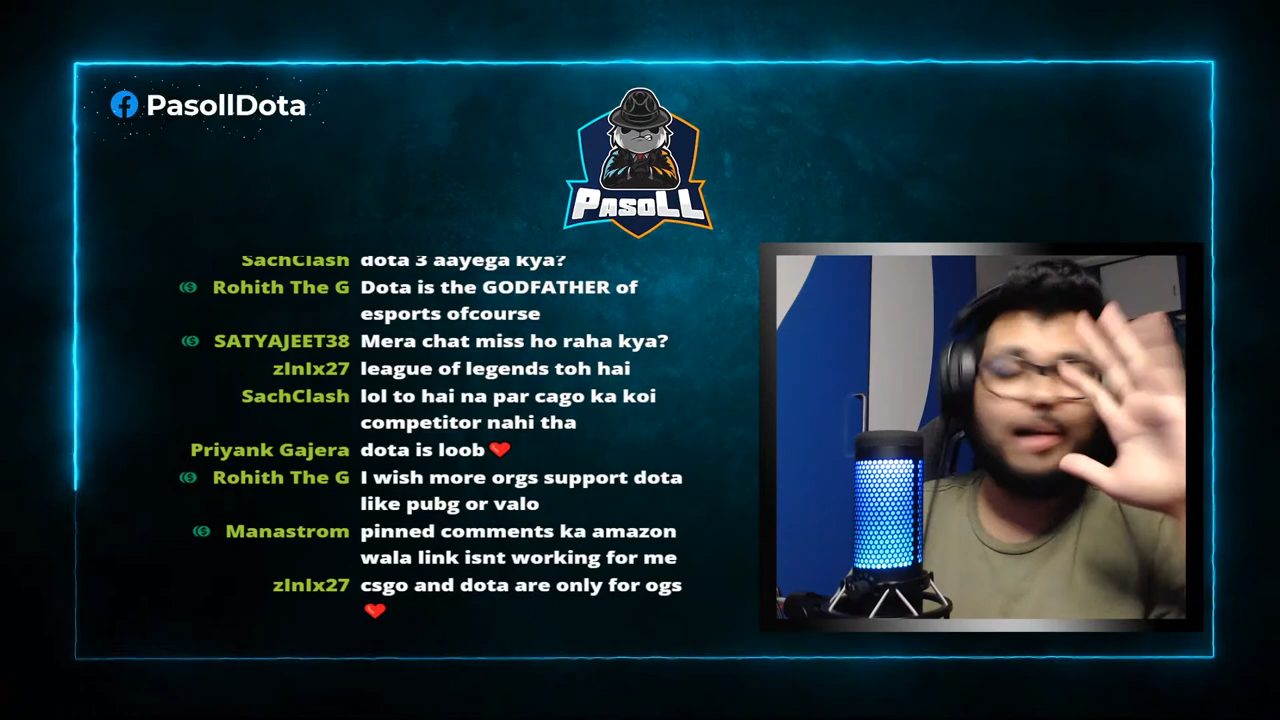 PasollDota
PASOLL
SachClash dota 3 aayega kya?
Rohith The G Dota is the GODFATHER of
esports ofcourse
SATYAJEET38 Mera chat miss ho raha kya?
zlnlx27 league of legends toh hai
SachClash lol to hai na par cago ka koi
competitor nahi tha
Priyank Gajera dota is loob❤️
Rohith The G I wish more orgs support dota
like pubg or valo
Manastrom pinned comments ka amazon
wala link isnt working for me
zlnlx27 csgo and dota are only for ogs
❤️